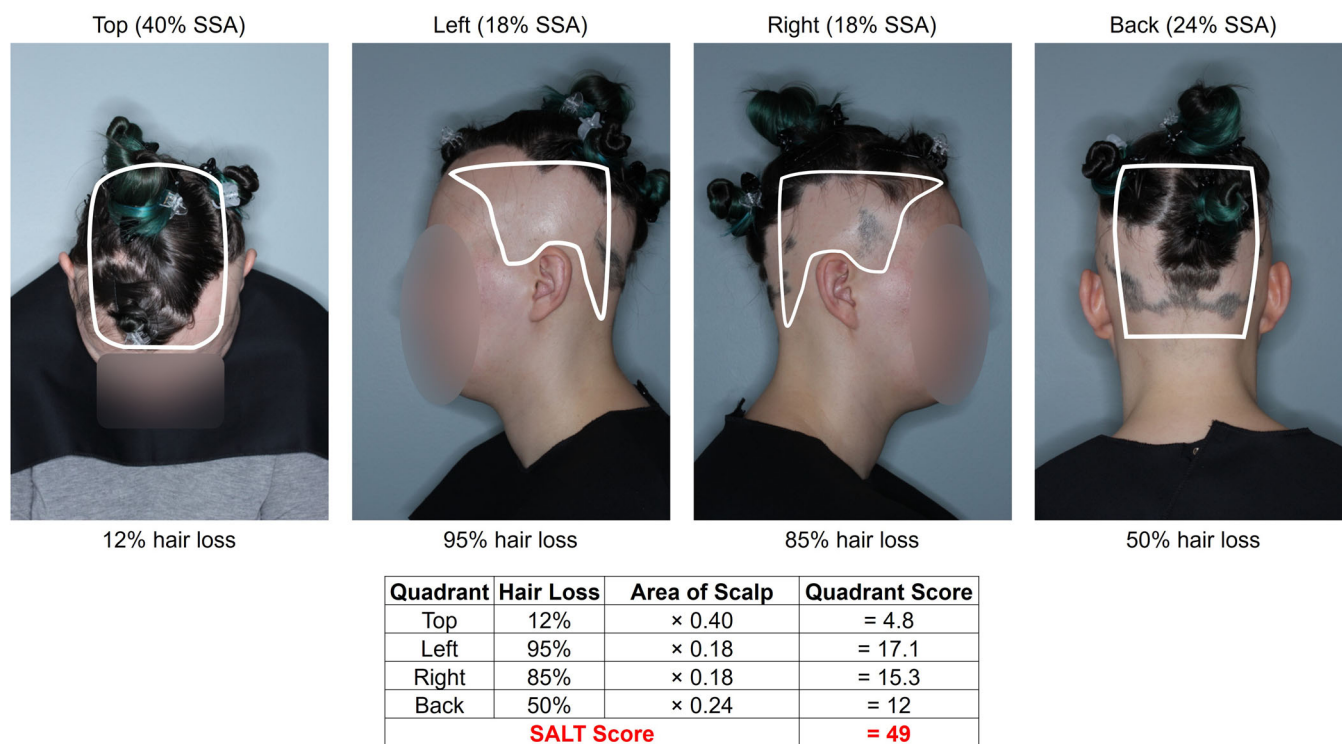 Top (40% SSA)
Left (18% SSA)
Right (18% SSA)
Back (24% SSA)
12% hair loss
95% hair loss
85% hair loss
50% hair loss
Quadrant Hair Loss Area of Scalp Quadrant Score
Top 12% × 0.40 = 4.8
Left 95% × 0.18 = 17.1
Right 85% × 0.18 = 15.3
Back 50% × 0.24 = 12
SALT Score = 49